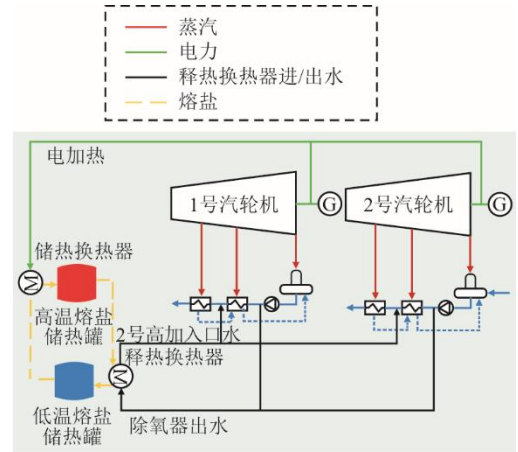 蒸汽
电力
释热换热器进/出水
熔盐
电加热
1号汽轮机
G
2号汽轮机
G
储热换热器
M
高温熔盐
储热罐
2号高加入口水
释热换热器
M
低温熔盐
储热罐
除氧器出水